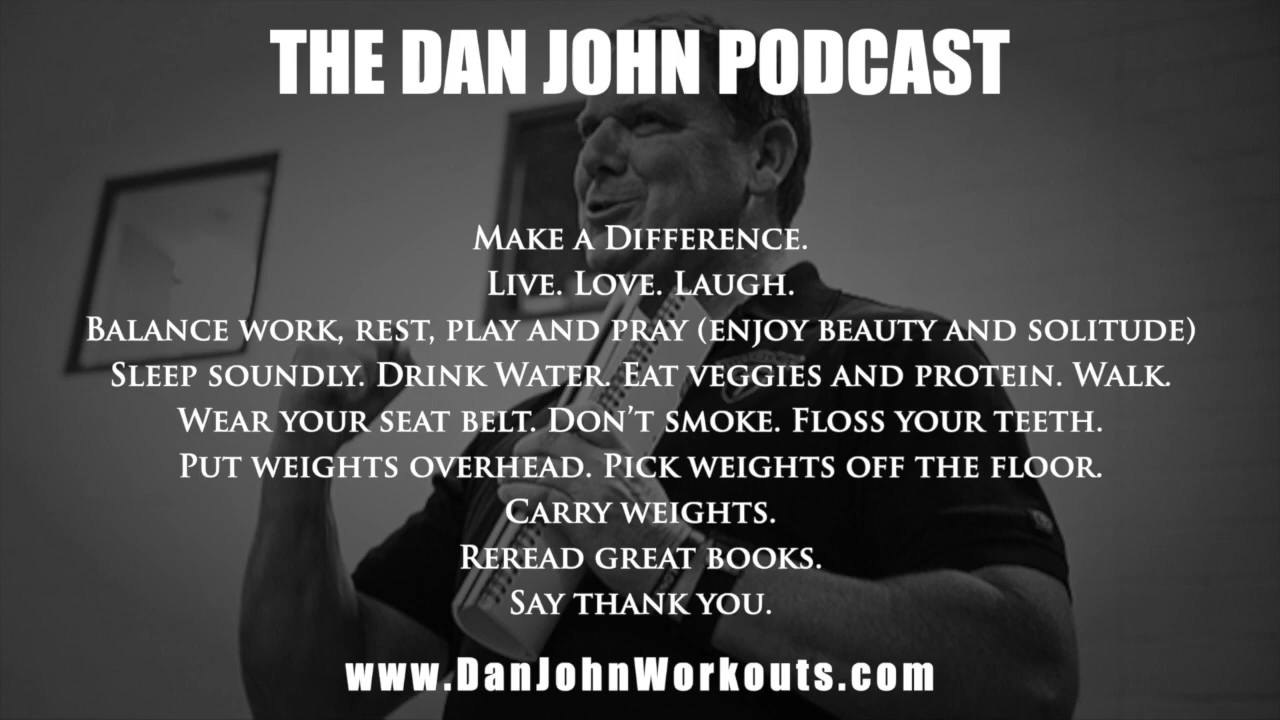 THE DAN JOHN PODCAST
MAKE A DIFFERENCE.
LIVE. LOVE. LAUGH.
BALANCE WORK, REST, PLAY AND PRAY (ENJOY BEAUTY AND SOLITUDE)
SLEEP SOUNDLY. DRINK WATER. EAT VEGGIES AND PROTEIN. WALK.
WEAR YOUR SEAT BELT. DON'T SMOKE. FLOSS YOUR TEETH.
PUT WEIGHTS OVERHEAD. PICK WEIGHTS OFF THE FLOOR.
CARRY WEIGHTS.
REREAD GREAT BOOKS.
SAY THANK YOU.
www.DanJohnWorkouts.com